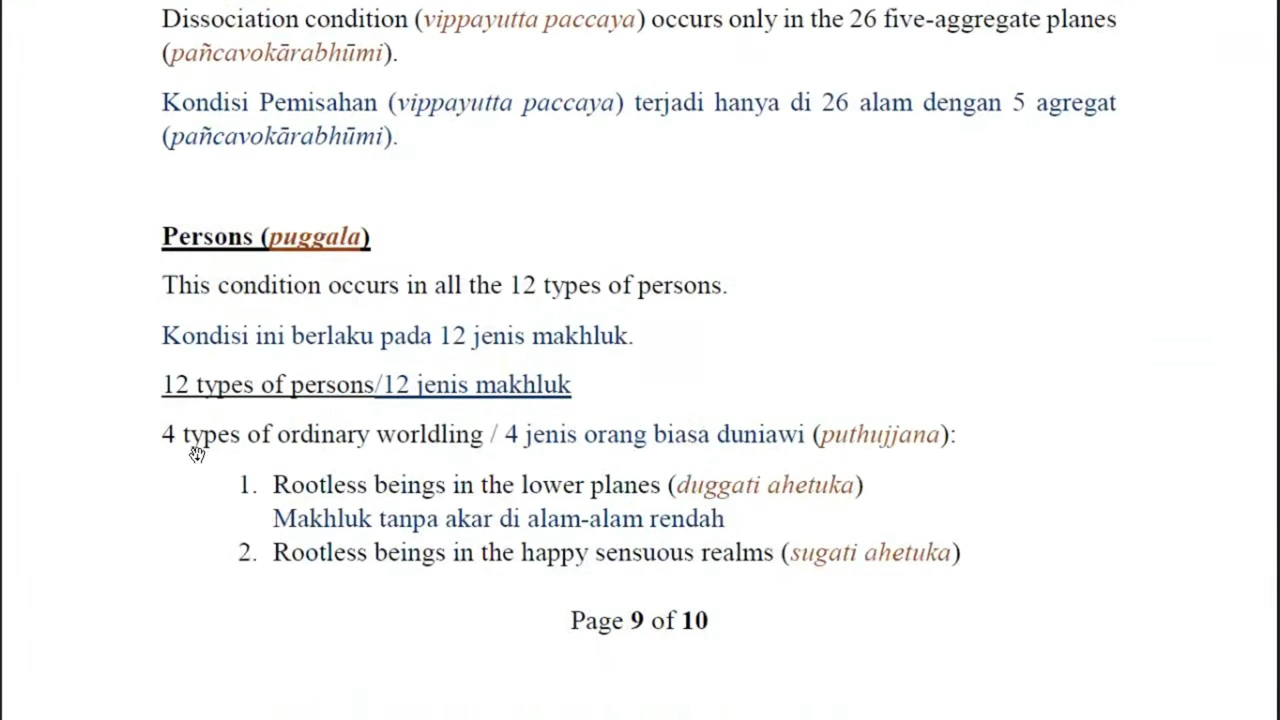 Dissociation condition (vippayutta paccaya) occurs only in the 26 five-aggregate planes
(pañcavokārabhūmi).
Kondisi Pemisahan (vippayutta paccaya) terjadi hanya di 26 alam dengan 5 agregat
(pañcavokārabhūmi).
Persons (puggala)
This condition occurs in all the 12 types of persons.
Kondisi ini berlaku pada 12 jenis makhluk.
12 types of persons/12 jenis makhluk
4 types of ordinary worldling / 4 jenis orang biasa duniawi (puthujjana):
1. Rootless beings in the lower planes (duggati ahetuka)
Makhluk tanpa akar di alam-alam rendah
2. Rootless beings in the happy sensuous realms (sugati ahetuka)
Page 9 of 10